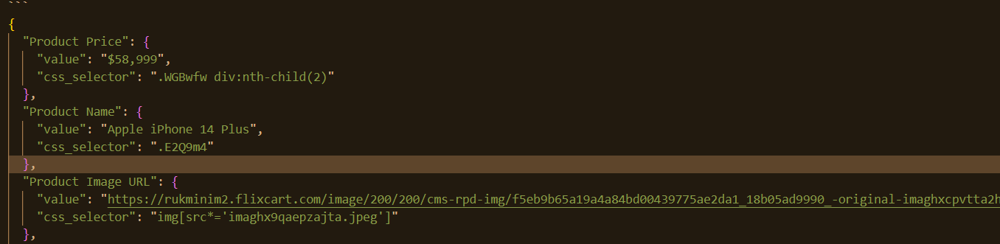 ```
{
"Product Price": {
"value": "$58,999",
"css_selector": ".WGBwfw div:nth-child(2)"
},
"Product Name": {
"value": "Apple iPhone 14 Plus",
"css_selector": ".E2Q9m4"
},
"Product Image URL": {
"value": "https://rukminim2.flixcart.com/image/200/200/cms-rpd-img/f5eb9b65a19a4a84bd00439775ae2da1_18b05ad9990_-original-imaghxcpvtta2h
"css_selector": "img[src*='imaghx9qaepzajta.jpeg']"
},